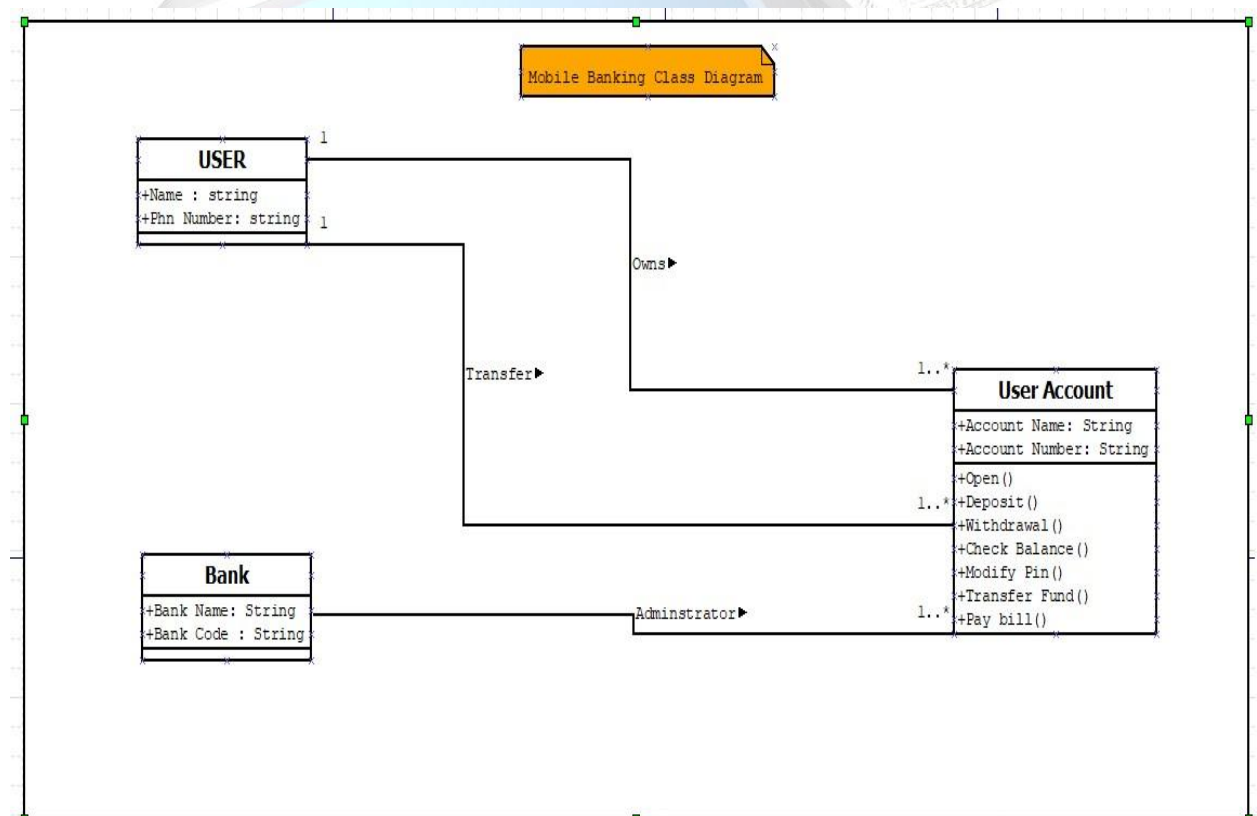 Mobile Banking Class Diagram
USER
+Name : string
+Phn Number: string
1
1
Owns▶
Transfer▶
1..*
User Account
+Account Name: String
+Account Number: String
+Open()
1..*
+Deposit()
+Withdrawal()
+Check Balance()
+Modify Pin()
+Transfer Fund()
+Pay bill()
Bank
+Bank Name: String
+Bank Code : String
Adminstrator▶
1..*